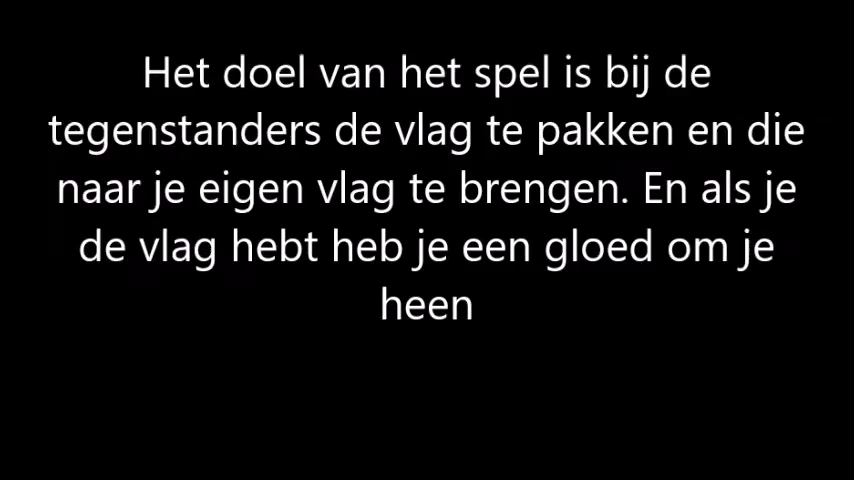 Het doel van het spel is bij de
tegenstanders de vlag te pakken en die
naar je eigen vlag te brengen. En als je
de vlag hebt heb je een gloed om je
heen